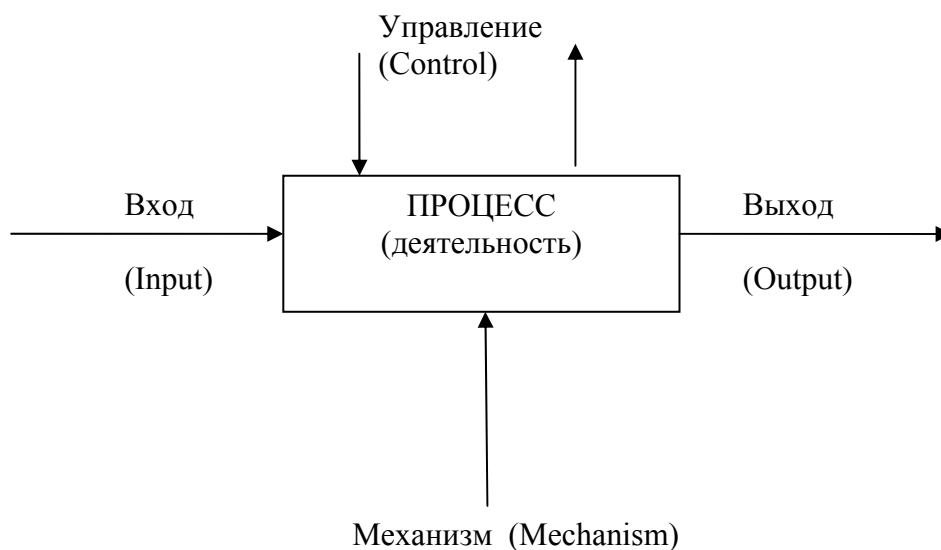 Управление
(Control)
Вход
(Input)
ПРОЦЕСС
(деятельность)
Выход
(Output)
Механизм (Mechanism)